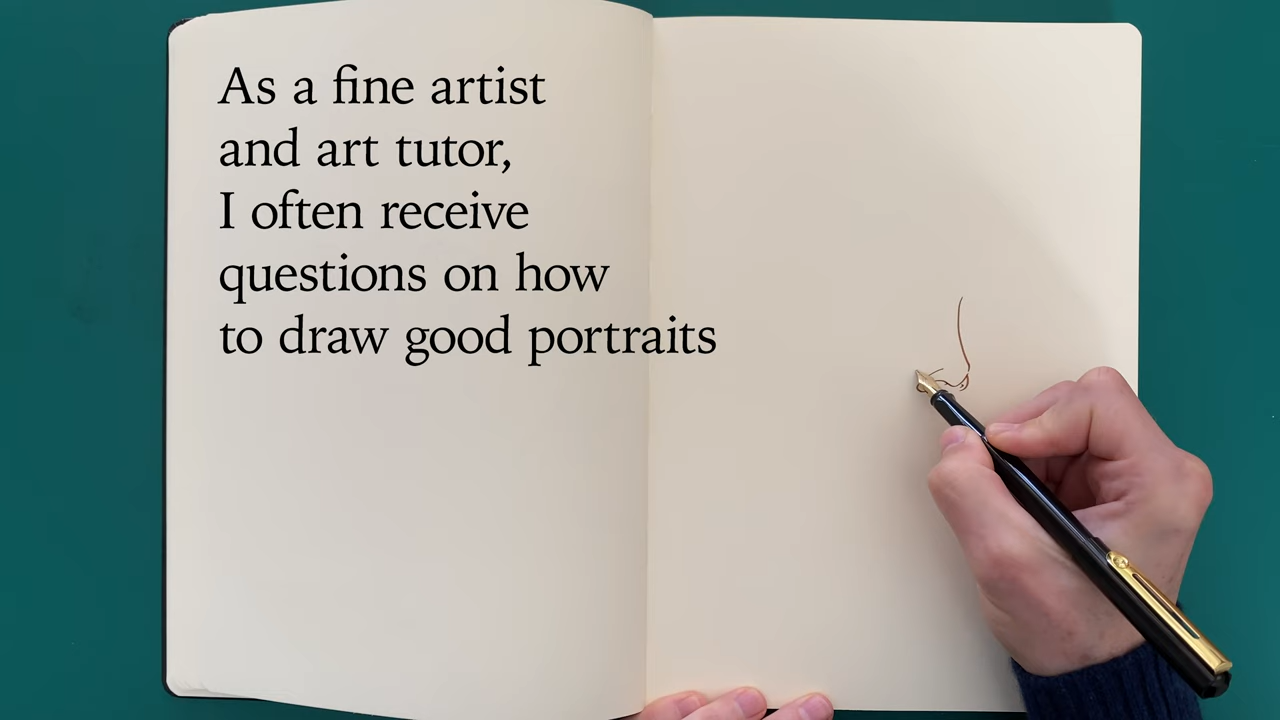 As a fine artist
and art tutor,
I often receive
questions on how
to draw good portraits